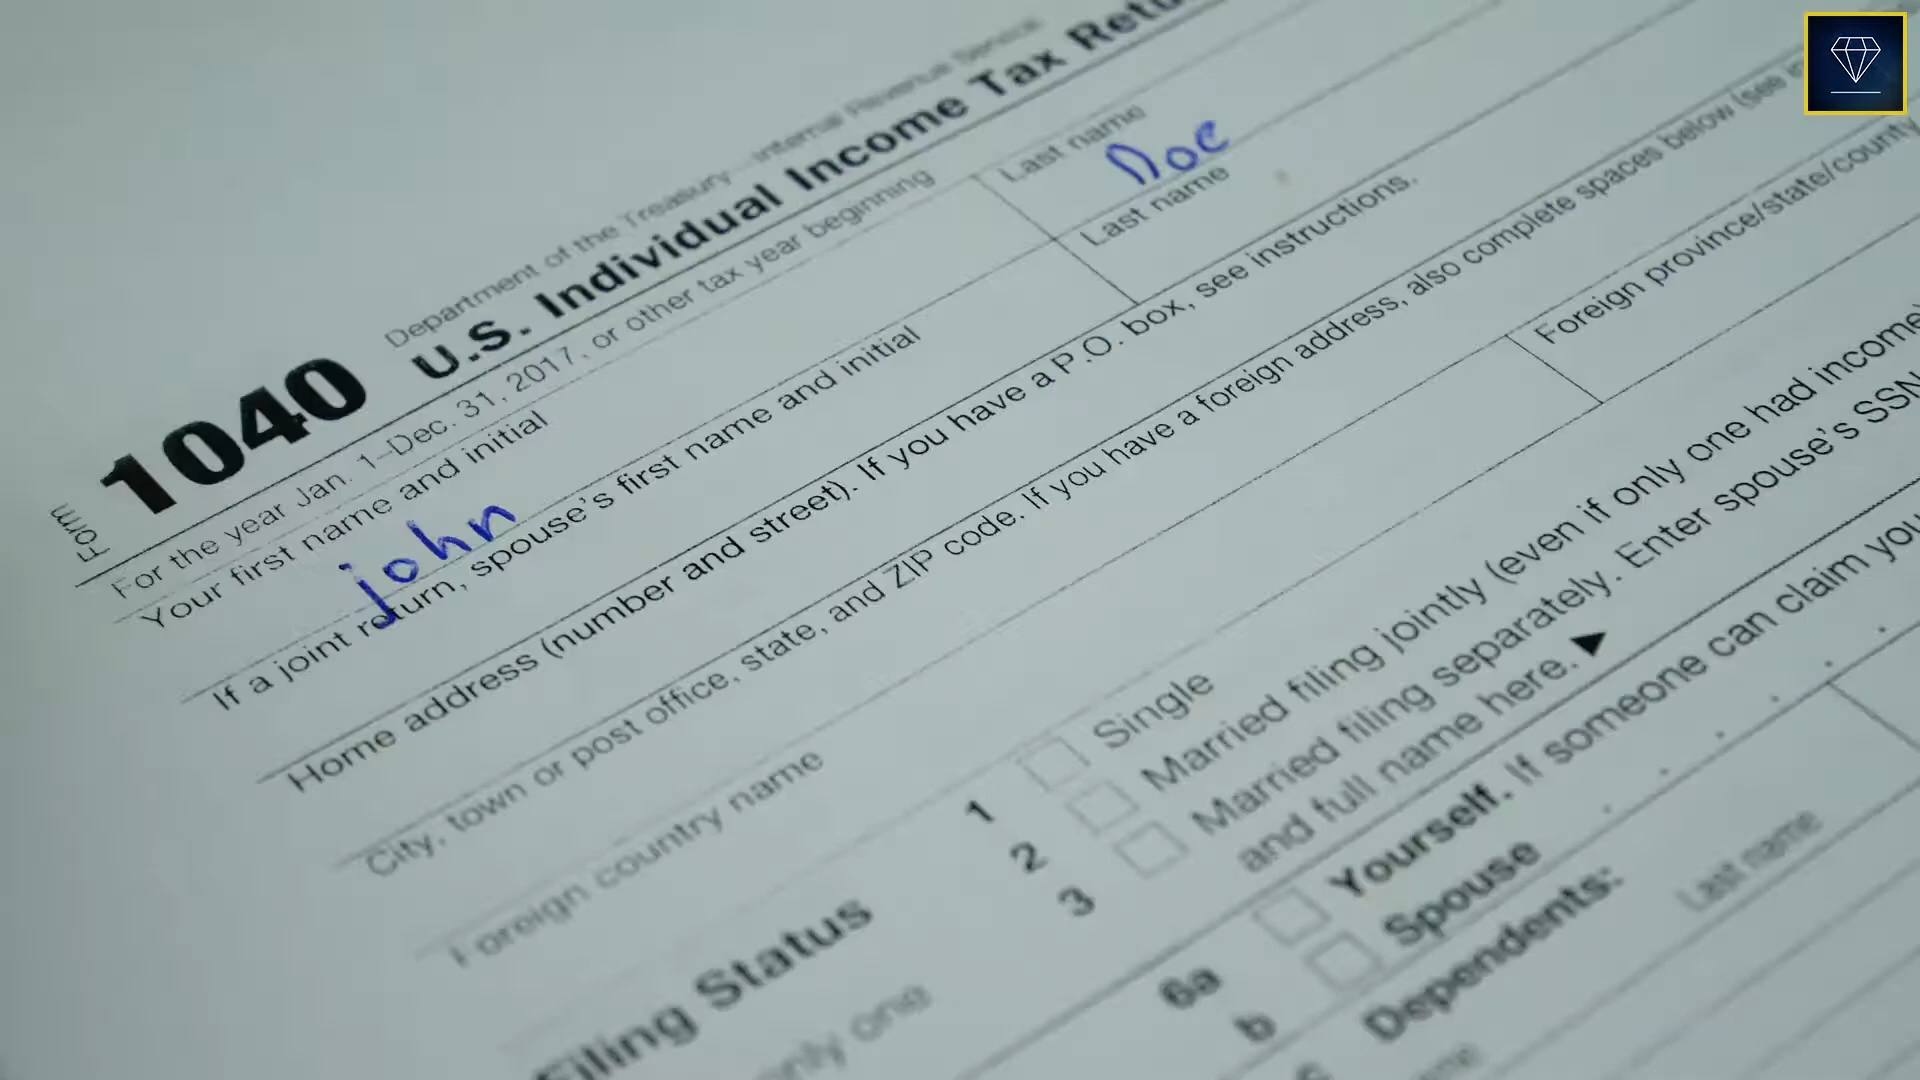 Department of the Treasury—Internal Revenue Service
Form 1040 U.S. Individual Income Tax
For the year Jan. 1–Dec. 31, 2017, or other tax year beginning
Your first name and initial
Last name
john
Doe
If a joint return, spouse's first name and initial
Last name
Home address (number and street). If you have a P.O. box, see instructions.
City, town or post office, state, and ZIP code. If you have a foreign address, also complete spaces below (see
Foreign country name
Foreign province/state/county
Filing Status
only one
1 Single
2 Married filing jointly (even if only one had income)
3 Married filing separately. Enter spouse's SSN
and full name here. ▶
6a Yourself. If someone can claim you
b Spouse
Dependents:
Last name